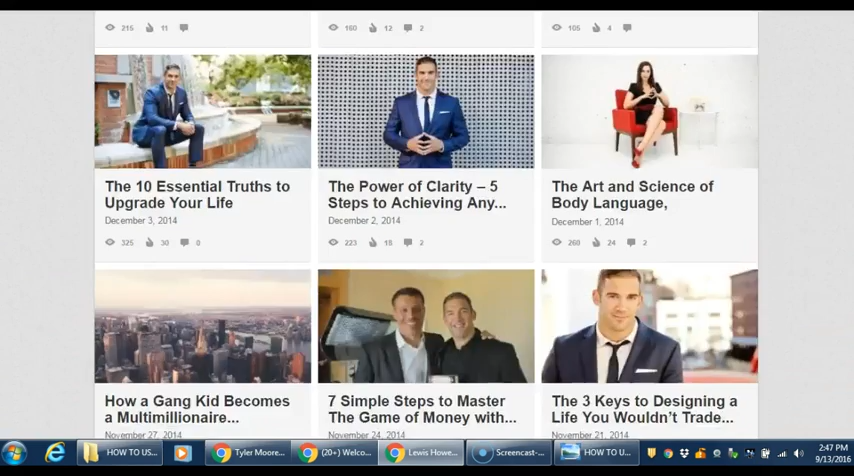 215 11
160 12 2
105 4
The 10 Essential Truths to
Upgrade Your Life
December 3, 2014
325 30 0
The Power of Clarity – 5
Steps to Achieving Any...
December 2, 2014
223 18 2
The Art and Science of
Body Language,
December 1, 2014
260 24 2
How a Gang Kid Becomes
a Multimillionaire...
November 27, 2014
7 Simple Steps to Master
The Game of Money with...
November 24, 2014
The 3 Keys to Designing a
Life You Wouldn't Trade...
November 21, 2014
HOW TO US...
Tyler Moore...
(20+) Welco...
Lewis Howe...
Screencast-...
HOW TO U...
2:47 PM
9/13/2016